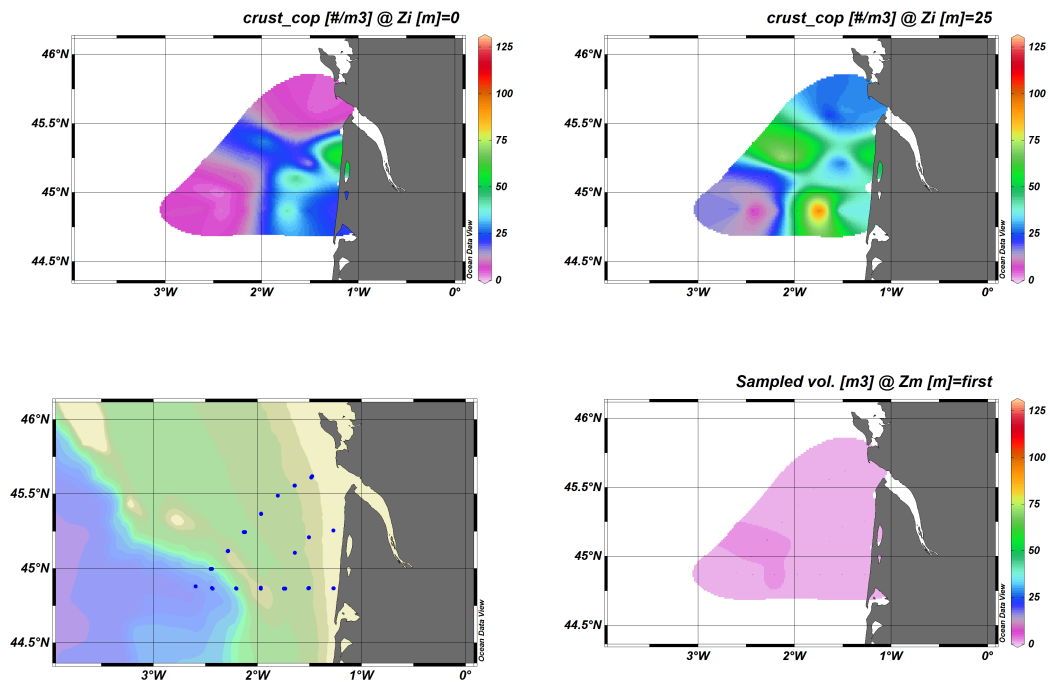 crust_cop [#/m3] @ Zi [m]=0
46°N
45.5°N
45°N
44.5°N
3°W
2°W
1°W
0°
125
100
75
50
25
0
Ocean Data View
crust_cop [#/m3] @ Zi [m]=25
46°N
45.5°N
45°N
44.5°N
3°W
2°W
1°W
0°
125
100
75
50
25
0
Ocean Data View
46°N
45.5°N
45°N
44.5°N
3°W
2°W
1°W
0°
Ocean Data View
Sampled vol. [m3] @ Zm [m]=first
46°N
45.5°N
45°N
44.5°N
3°W
2°W
1°W
0°
125
100
75
50
25
0
Ocean Data View